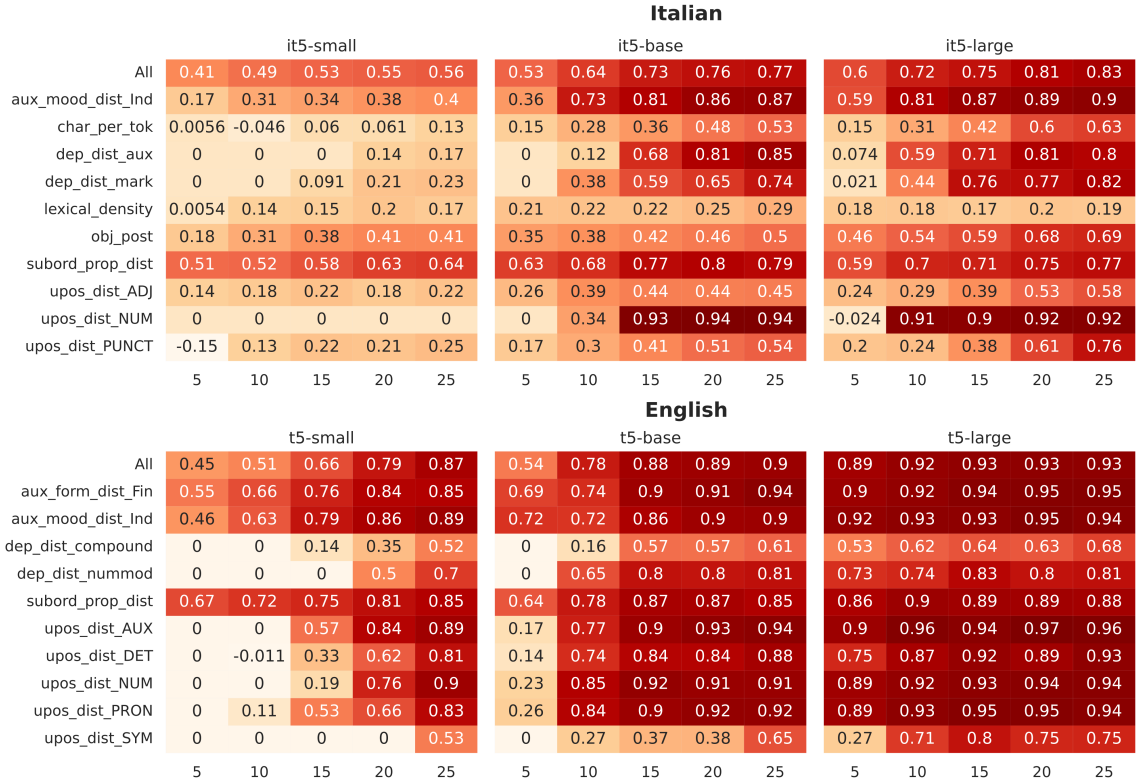 Italian
it5-small it5-base it5-large
All 0.41 0.49 0.53 0.55 0.56 0.53 0.64 0.73 0.76 0.77 0.6 0.72 0.75 0.81 0.83
aux_mood_dist_Ind 0.17 0.31 0.34 0.38 0.4 0.36 0.73 0.81 0.86 0.87 0.59 0.81 0.87 0.89 0.9
char_per_tok 0.0056 -0.046 0.06 0.061 0.13 0.15 0.28 0.36 0.48 0.53 0.15 0.31 0.42 0.6 0.63
dep_dist_aux 0 0 0 0.14 0.17 0 0.12 0.68 0.81 0.85 0.074 0.59 0.71 0.81 0.8
dep_dist_mark 0 0 0.091 0.21 0.23 0 0.38 0.59 0.65 0.74 0.021 0.44 0.76 0.77 0.82
lexical_density 0.0054 0.14 0.15 0.2 0.17 0.21 0.22 0.22 0.25 0.29 0.18 0.18 0.17 0.2 0.19
obj_post 0.18 0.31 0.38 0.41 0.41 0.35 0.38 0.42 0.46 0.5 0.46 0.54 0.59 0.68 0.69
subord_prop_dist 0.51 0.52 0.58 0.63 0.64 0.63 0.68 0.77 0.8 0.79 0.59 0.7 0.71 0.75 0.77
upos_dist_ADJ 0.14 0.18 0.22 0.18 0.22 0.26 0.39 0.44 0.44 0.45 0.24 0.29 0.39 0.53 0.58
upos_dist_NUM 0 0 0 0 0 0 0.34 0.93 0.94 0.94 -0.024 0.91 0.9 0.92 0.92
upos_dist_PUNCT -0.15 0.13 0.22 0.21 0.25 0.17 0.3 0.41 0.51 0.54 0.2 0.24 0.38 0.61 0.76
5 10 15 20 25 5 10 15 20 25 5 10 15 20 25
English
t5-small t5-base t5-large
All 0.45 0.51 0.66 0.79 0.87 0.54 0.78 0.88 0.89 0.9 0.89 0.92 0.93 0.93 0.93
aux_form_dist_Fin 0.55 0.66 0.76 0.84 0.85 0.69 0.74 0.9 0.91 0.94 0.9 0.92 0.94 0.95 0.95
aux_mood_dist_Ind 0.46 0.63 0.79 0.86 0.89 0.72 0.72 0.86 0.9 0.9 0.92 0.93 0.93 0.95 0.94
dep_dist_compound 0 0 0.14 0.35 0.52 0 0.16 0.57 0.57 0.61 0.53 0.62 0.64 0.63 0.68
dep_dist_nummod 0 0 0 0.5 0.7 0 0.65 0.8 0.8 0.81 0.73 0.74 0.83 0.8 0.81
subord_prop_dist 0.67 0.72 0.75 0.81 0.85 0.64 0.78 0.87 0.87 0.85 0.86 0.9 0.89 0.89 0.88
upos_dist_AUX 0 0 0.57 0.84 0.89 0.17 0.77 0.9 0.93 0.94 0.9 0.96 0.94 0.97 0.96
upos_dist_DET 0 -0.011 0.33 0.62 0.81 0.14 0.74 0.84 0.84 0.88 0.75 0.87 0.92 0.89 0.93
upos_dist_NUM 0 0 0.19 0.76 0.9 0.23 0.85 0.92 0.91 0.91 0.89 0.92 0.93 0.94 0.94
upos_dist_PRON 0 0.11 0.53 0.66 0.83 0.26 0.84 0.9 0.92 0.92 0.89 0.93 0.95 0.95 0.94
upos_dist_SYM 0 0 0 0 0.53 0 0.27 0.37 0.38 0.65 0.27 0.71 0.8 0.75 0.75
5 10 15 20 25 5 10 15 20 25 5 10 15 20 25